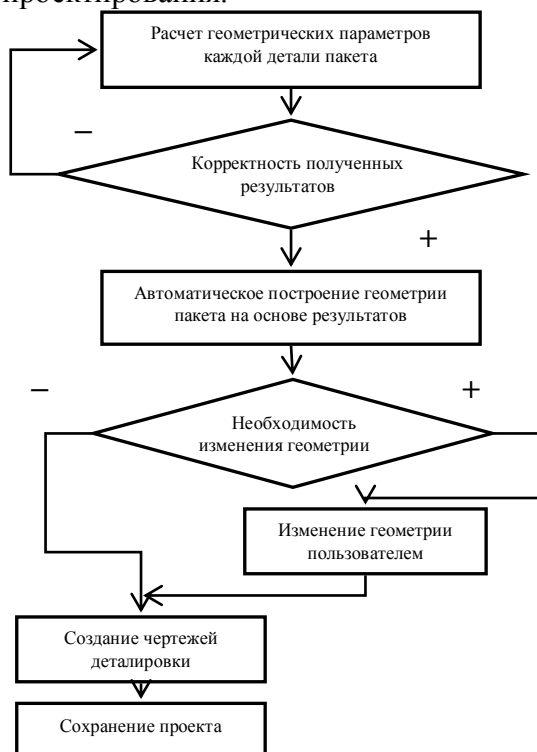 проектирования.
Расчет геометрических параметров
каждой детали пакета
–
Корректность полученных
результатов
+
Автоматическое построение геометрии
пакета на основе результатов
–
+
Необходимость
изменения геометрии
Изменение геометрии
пользователем
Создание чертежей
деталировки
Сохранение проекта